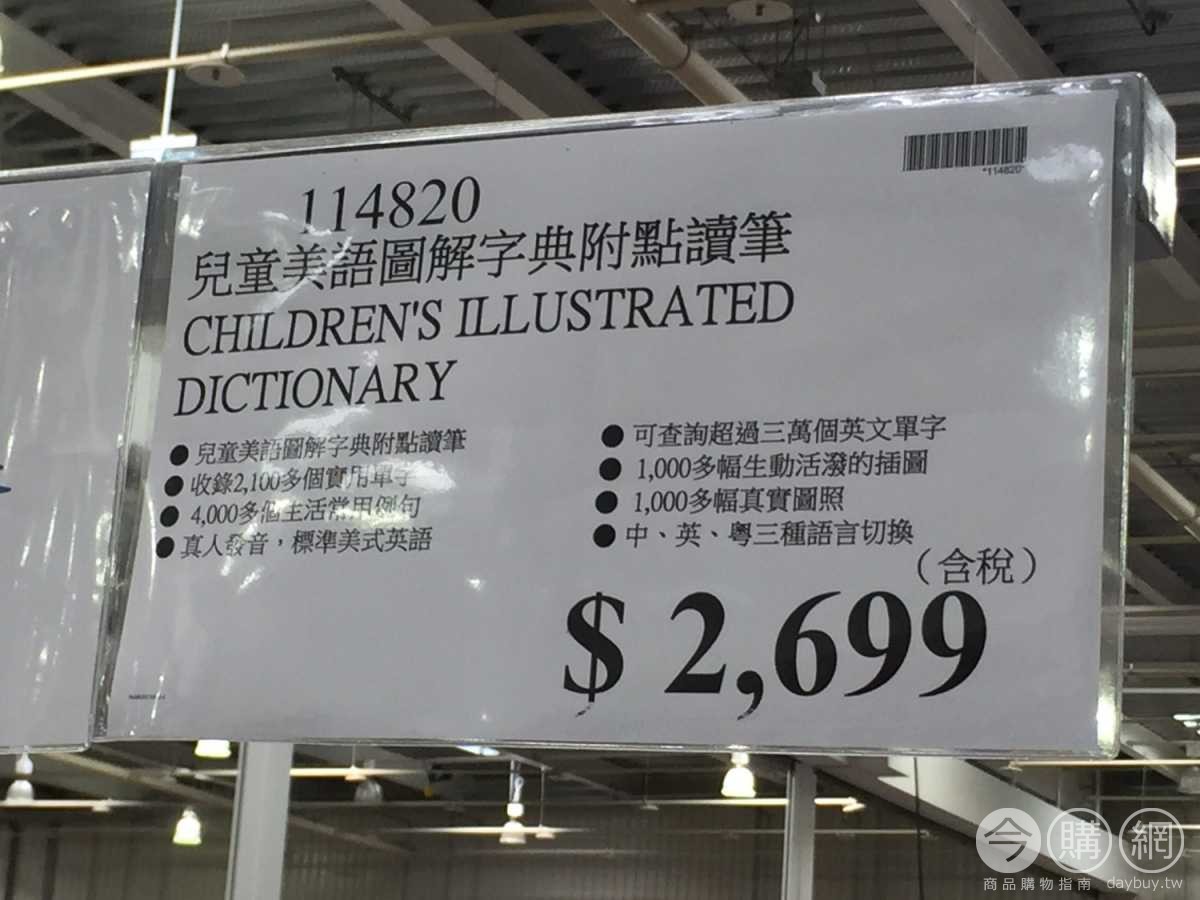 *114820*
114820
兒童美語圖解字典附點讀筆
CHILDREN'S ILLUSTRATED
DICTIONARY
● 兒童美語圖解字典附點讀筆
● 收錄2,100多個實用單字
● 4,000多個生活常用例句
● 真人發音，標準美式英語
● 可查詢超過三萬個英文單字
● 1,000多幅生動活潑的插圖
● 1,000多幅真實圖照
● 中、英、粵三種語言切換
（含稅）
$ 2,699
今購網
商品購物指南 daybuy.tw